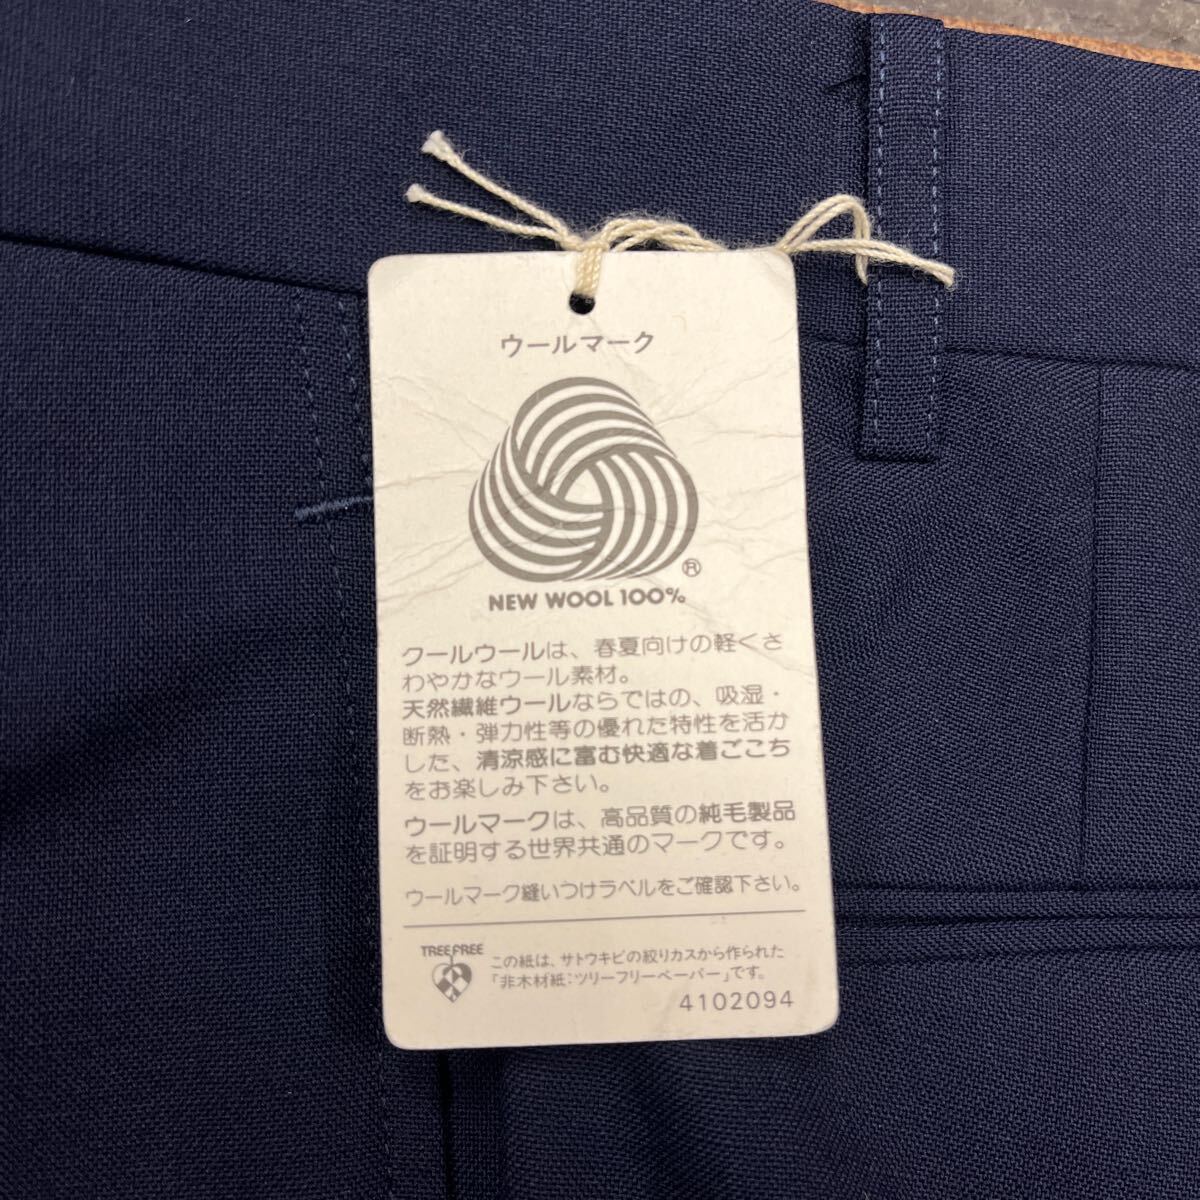 ウールマーク
®
NEW WOOL 100%
クールウールは、春夏向けの軽くさ
わやかなウール素材。
天然繊維ウールならではの、吸湿・
断熱・弾力性等の優れた特性を活か
した、清涼感に富む快適な着ごこち
をお楽しみ下さい。
ウールマークは、高品質の純毛製品
を証明する世界共通のマークです。
ウールマーク縫いつけラベルをご確認下さい。
TREE FREE
この紙は、サトウキビの絞りカスから作られた
「非木材紙:ツリーフリーペーパー」です。
4102094